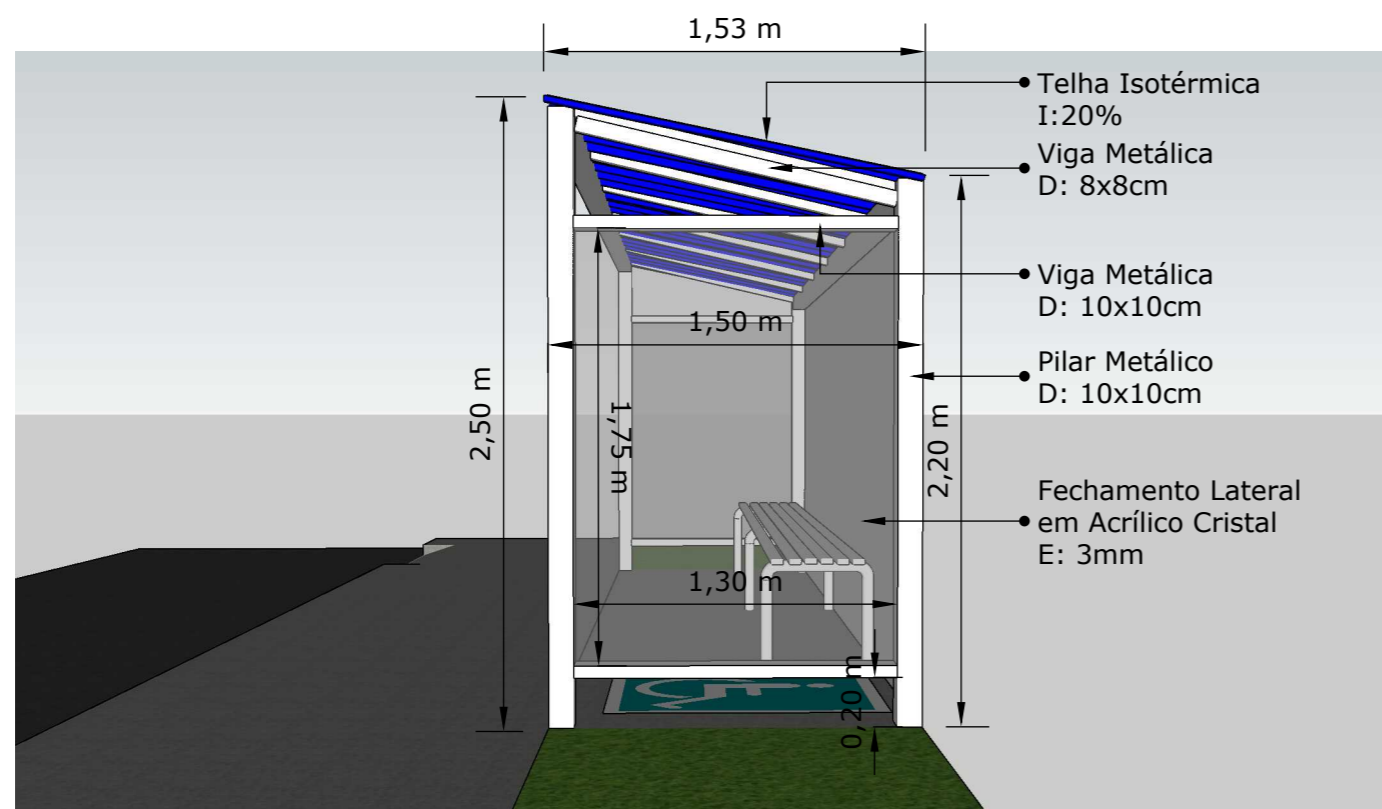 1,53 m
Telha Isotérmica
I:20%
Viga Metálica
D: 8x8cm
Viga Metálica
D: 10x10cm
1,50 m
Pilar Metálico
D: 10x10cm
2,50 m
1,75 m
2,20 m
Fechamento Lateral
em Acrílico Cristal
E: 3mm
1,30 m
0,20 m